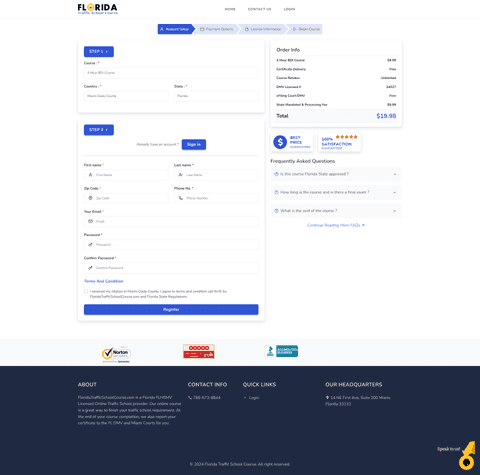 FLORIDA
Traffic School Course
HOME
CONTACT US
LOGIN
Account Setup
Payment Options
License Information
Begin Course
STEP 1
Course : *
4 Hour BDI Course
Country : *
State : *
Miami-Dade County
Florida
STEP 2
Already have an account ?
Sign In
First name *
Last name *
First Name
Last Name
Zip Code *
Phone No. *
Zip Code
Phone Number
Your Email *
Email
Password *
Password
Confirm Password *
Confirm Password
Terms And Condition
I received my citation in Miami-Dade County. I agree to terms and condition set forth by
FloridaTrafficSchoolCourse.com and Florida State Regulations.
Register
Order Info
4 Hour BDI Course
$9.99
Certificate Delivery
Free
Course Retakes
Unlimited
DMV Licensed #
eFiling Court/DMV
Free
State Mandated & Processing Fee
$9.99
Total
$19.98
BEST
PRICE
GUARANTEED
100%
SATISFACTION
GUARANTEED
Frequently Asked Questions
Is this course Florida State approved ?
How long is the course and is there a final exam ?
What is the cost of the course ?
Continue Reading More FAQs
Norton
powered by Symantec
ACCREDITED
BUSINESS
ABOUT
FloridaTrafficSchoolCourse.com is a Florida FLHSMV
Licensed Online Traffic School provider. Our online course
is a great way to finish your traffic school requirement. At
the end of your course completion, we also report your
certificate to the FL DMV and Miami Courts for you.
CONTACT INFO
786-673-8844
QUICK LINKS
Login
OUR HEADQUARTERS
14 NE First Ave, Suite 200 Miami
Florida 33132
Speak to us!
© 2024 Florida Traffic School Course. All right reserved.